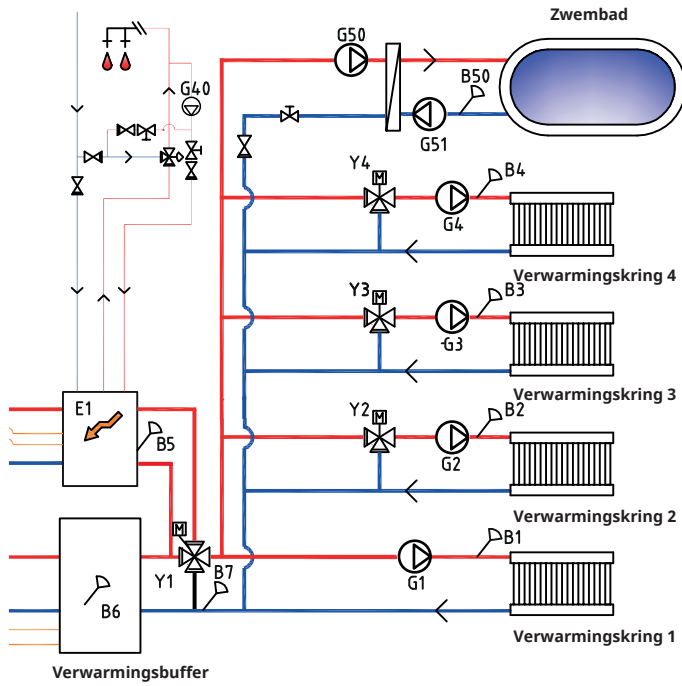 Zwembad
G50
G40
B50
G51
Y4
B4
G4
Verwarmingskring 4
Y3
B3
G3
Verwarmingskring 3
E1
Y2
B2
B5
G2
Verwarmingskring 2
M
M
M
M
B1
Y1
B7
G1
B6
Verwarmingskring 1
Verwarmingsbuffer